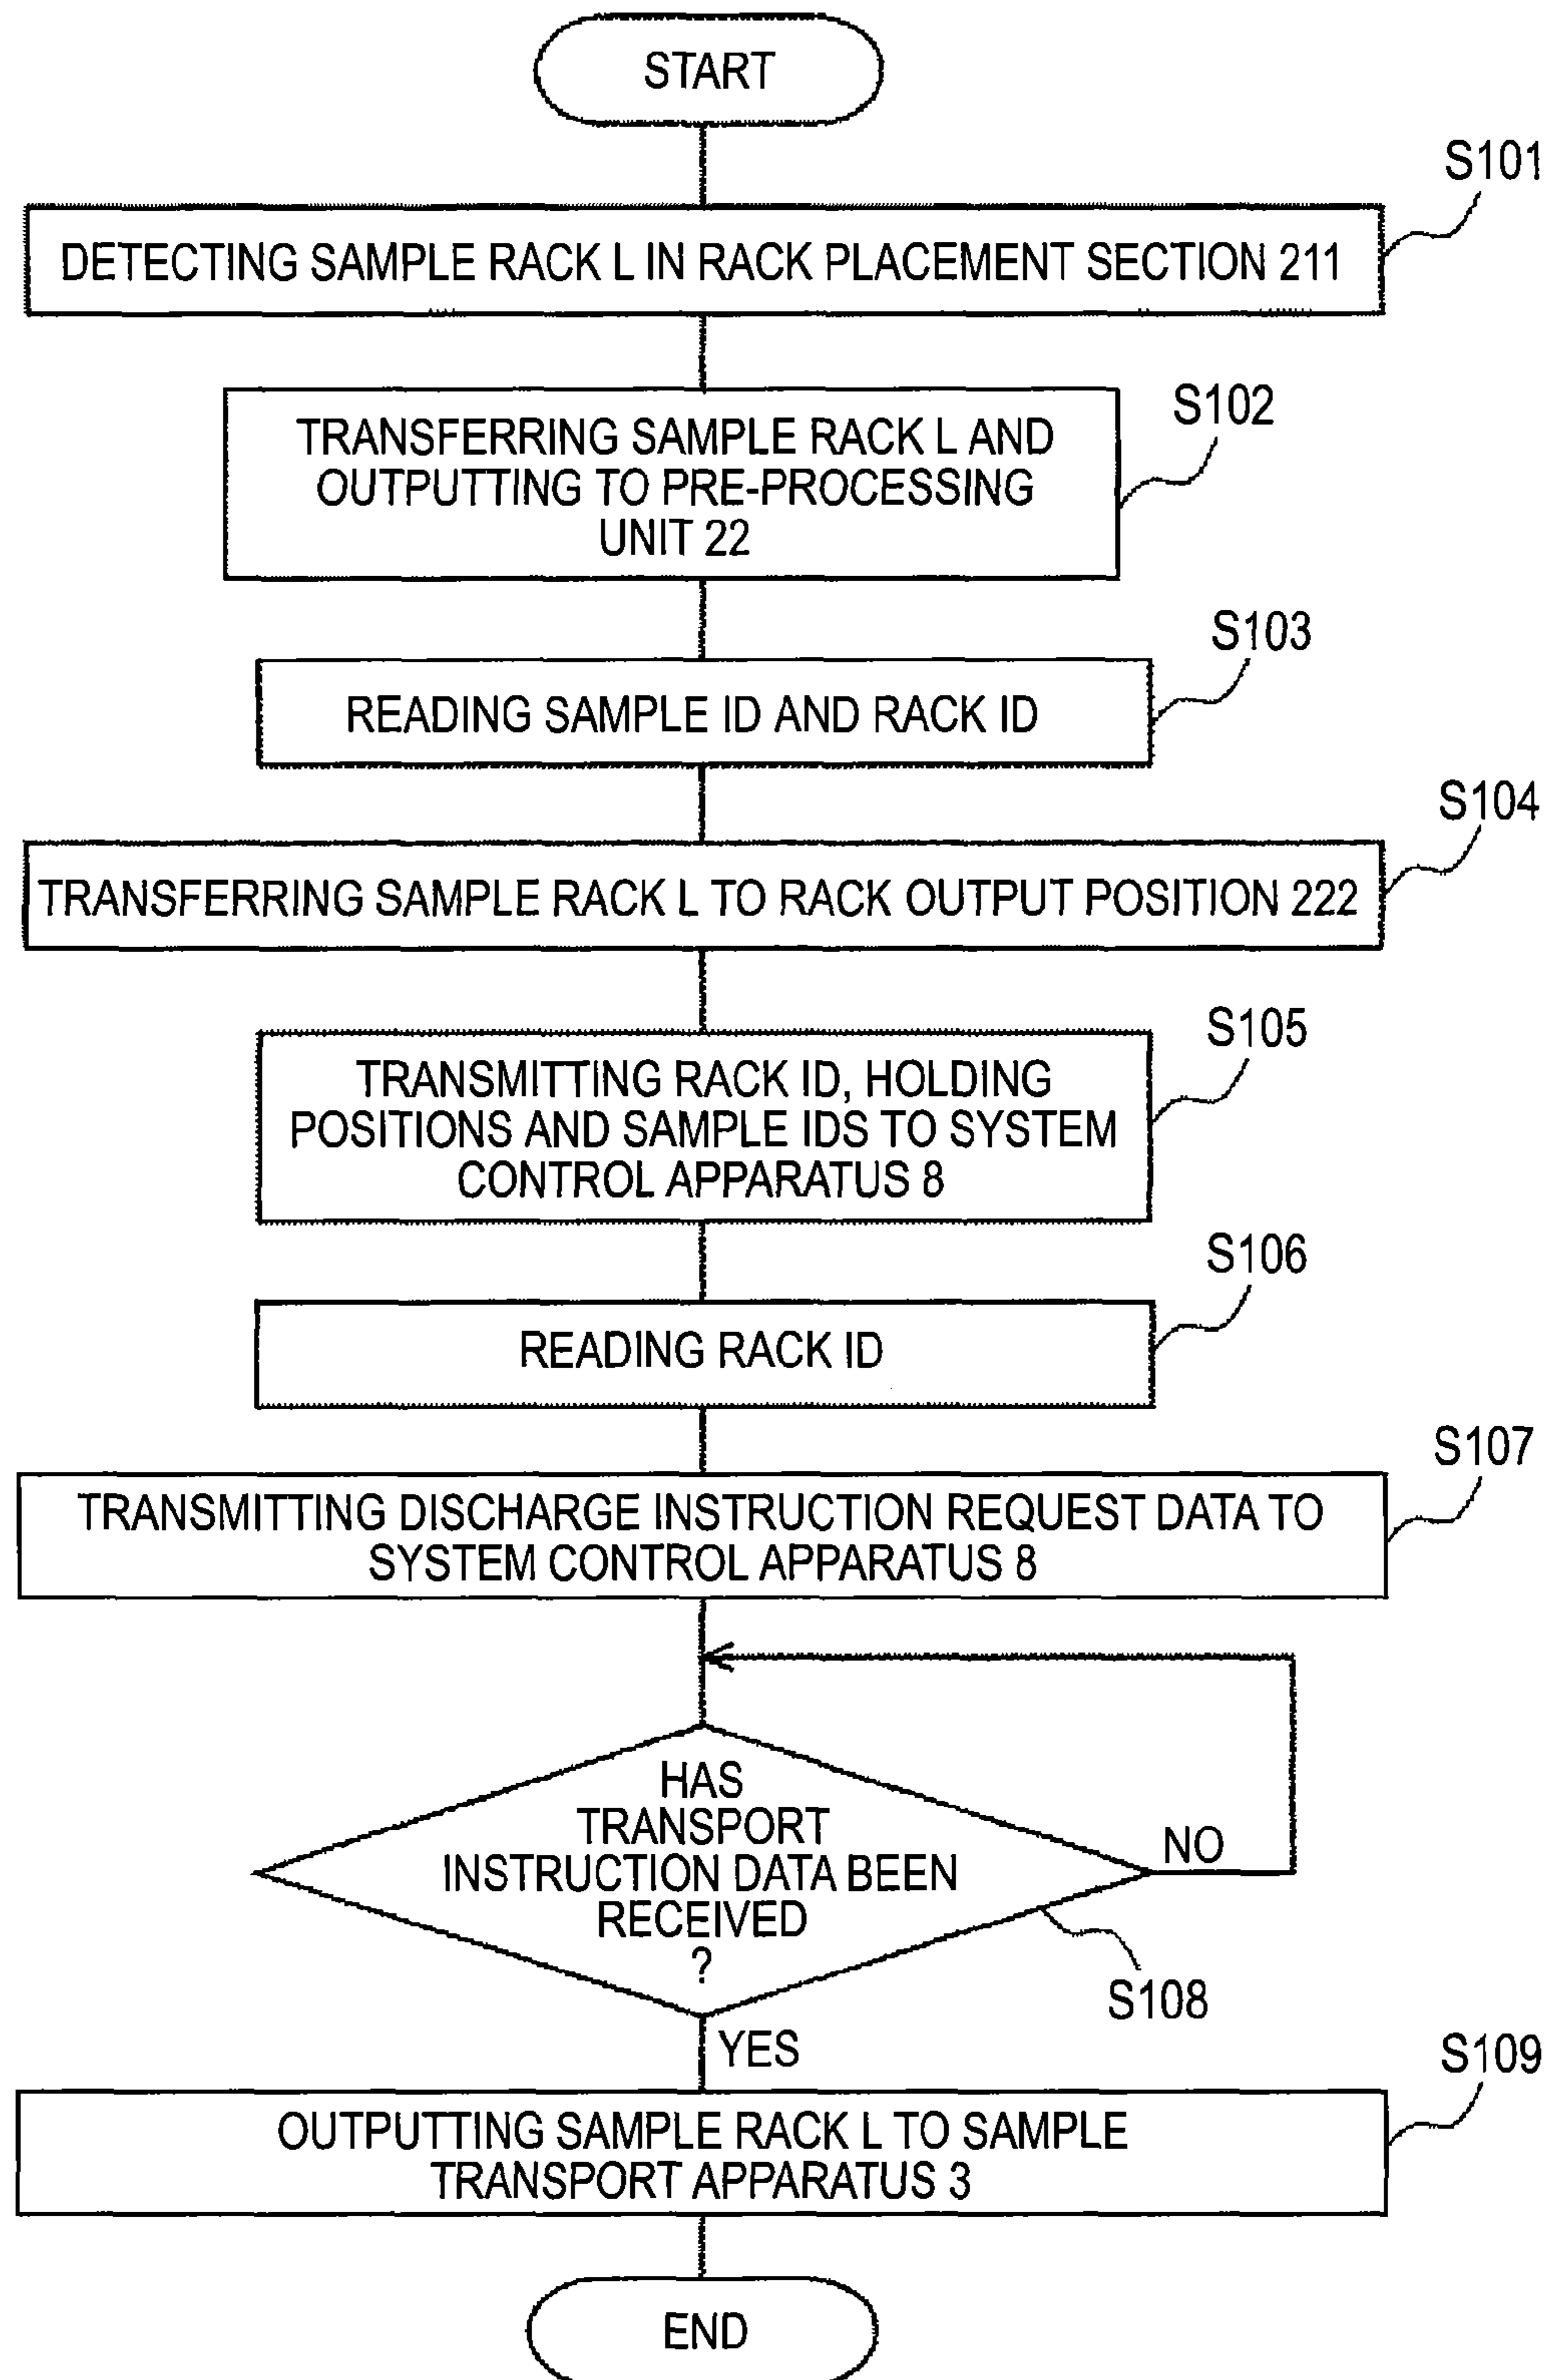 START
S101
DETECTING SAMPLE RACK L IN RACK PLACEMENT SECTION 211
S102
TRANSFERRING SAMPLE RACK L AND
OUTPUTTING TO PRE-PROCESSING
UNIT 22
S103
READING SAMPLE ID AND RACK ID
S104
TRANSFERRING SAMPLE RACK L TO RACK OUTPUT POSITION 222
S105
TRANSMITTING RACK ID, HOLDING
POSITIONS AND SAMPLE IDS TO SYSTEM
CONTROL APPARATUS 8
S106
READING RACK ID
S107
TRANSMITTING DISCHARGE INSTRUCTION REQUEST DATA TO
SYSTEM CONTROL APPARATUS 8
HAS
TRANSPORT
INSTRUCTION DATA BEEN
RECEIVED
?
NO
S108
YES
S109
OUTPUTTING SAMPLE RACK L TO SAMPLE
TRANSPORT APPARATUS 3
END